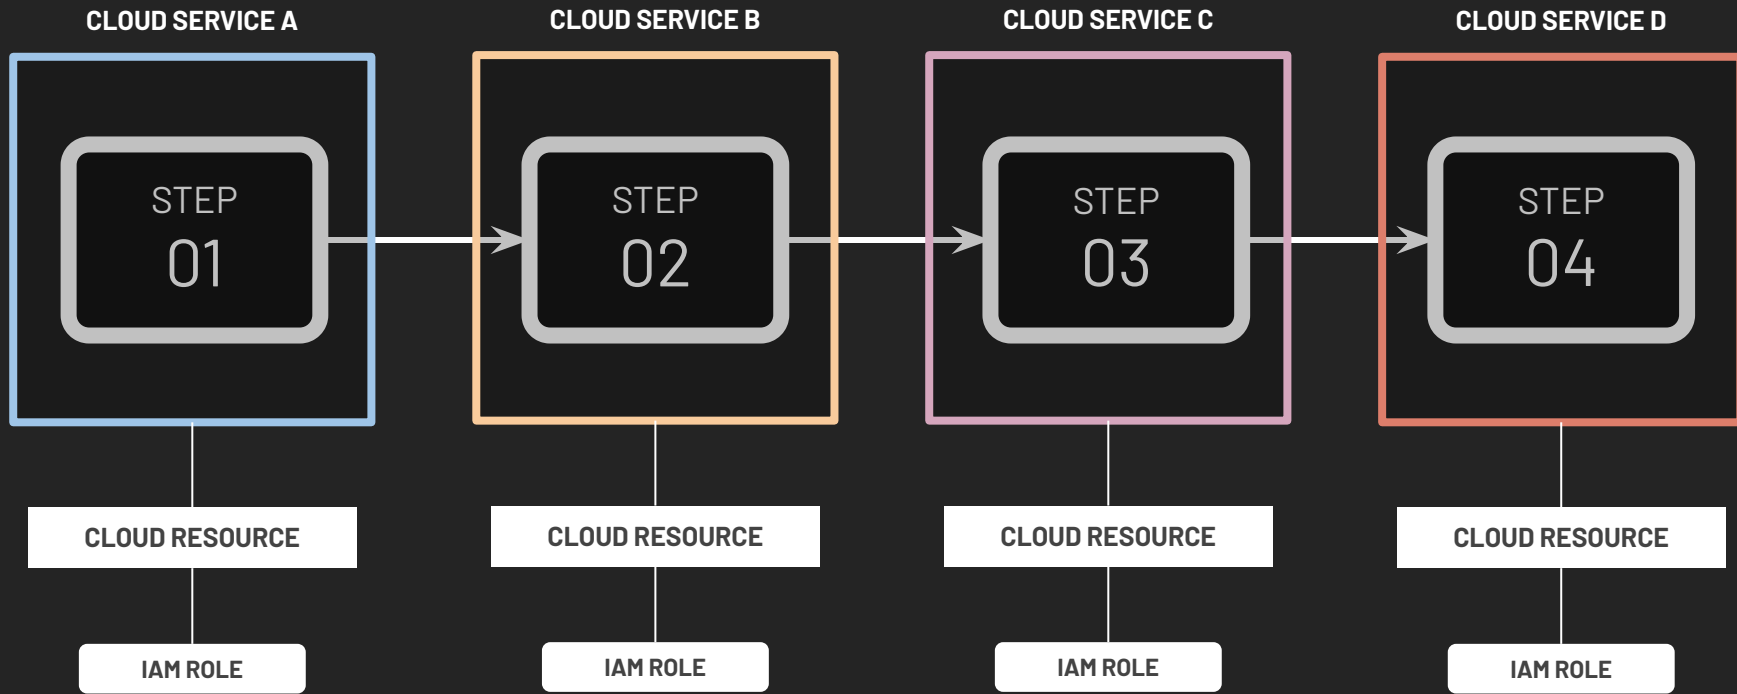 CLOUD SERVICE A
CLOUD SERVICE B
CLOUD SERVICE C
CLOUD SERVICE D
STEP
01
STEP
02
STEP
03
STEP
04
CLOUD RESOURCE
CLOUD RESOURCE
CLOUD RESOURCE
CLOUD RESOURCE
IAM ROLE
IAM ROLE
IAM ROLE
IAM ROLE